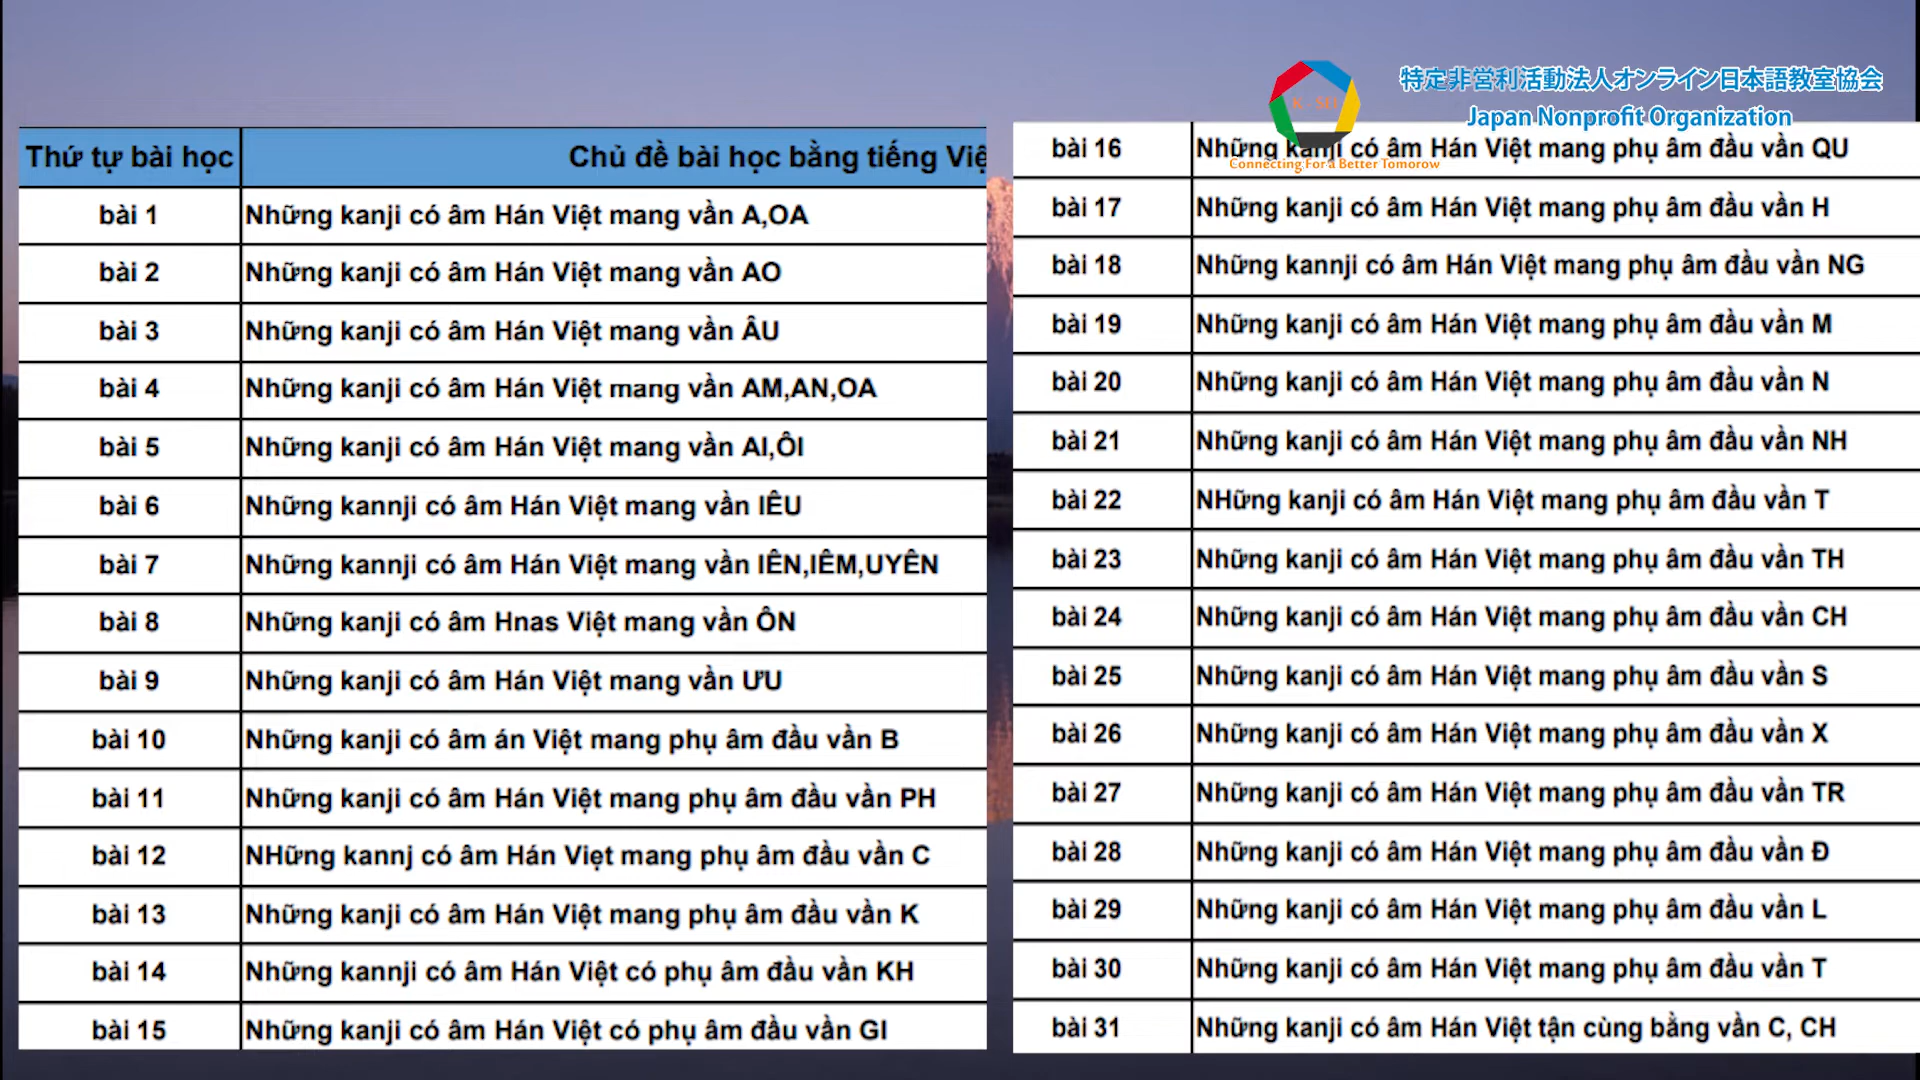 特定非営利活動法人オンライン日本語教室協会
Japan Nonprofit Organization
Connecting For a Better Tomorow
Thứ tự bài học Chủ đề bài học bằng tiếng Việ
bài 1 Những kanji có âm Hán Việt mang vần A,OA
bài 2 Những kanji có âm Hán Việt mang vần AO
bài 3 Những kanji có âm Hán Việt mang vần ÂU
bài 4 Những kanji có âm Hán Việt mang vần AM,AN,OA
bài 5 Những kanji có âm Hán Việt mang vần AI,ÔI
bài 6 Những kannji có âm Hán Việt mang vần IÊU
bài 7 Những kannji có âm Hán Việt mang vần IÊN,IÊM,UYÊN
bài 8 Những kanji có âm Hnas Việt mang vần ÔN
bài 9 Những kanji có âm Hán Việt mang vần ƯU
bài 10 Những kanji có âm án Việt mang phụ âm đầu vần B
bài 11 Những kanji có âm Hán Việt mang phụ âm đầu vần PH
bài 12 NHững kannj có âm Hán Viẹt mang phụ âm đầu vần C
bài 13 Những kanji có âm Hán Việt mang phụ âm đầu vần K
bài 14 Những kannji có âm Hán Việt có phụ âm đầu vần KH
bài 15 Những kanji có âm Hán Việt có phụ âm đầu vần GI
bài 16 Những kanji có âm Hán Việt mang phụ âm đầu vần QU
bài 17 Những kanji có âm Hán Việt mang phụ âm đầu vần H
bài 18 Những kannji có âm Hán Việt mang phụ âm đầu vần NG
bài 19 Những kanji có âm Hán Việt mang phụ âm đầu vần M
bài 20 Những kanji có âm Hán Việt mang phụ âm đầu vần N
bài 21 Những kanji có âm Hán Việt mang phụ âm đầu vần NH
bài 22 NHững kanji có âm Hán Việt mang phụ âm đầu vần T
bài 23 Những kanji có âm Hán Việt mang phụ âm đầu vần TH
bài 24 Những kanji có âm Hán Việt mang phụ âm đầu vần CH
bài 25 Những kanji có âm Hán Việt mang phụ âm đầu vần S
bài 26 Những kanji có âm Hán Việt mang phụ âm đầu vần X
bài 27 Những kanji có âm Hán Việt mang phụ âm đầu vần TR
bài 28 Những kanji có âm Hán Việt mang phụ âm đầu vần Đ
bài 29 Những kanji có âm Hán Việt mang phụ âm đầu vần L
bài 30 Những kanji có âm Hán Việt mang phụ âm đầu vần T
bài 31 Những kanji có âm Hán Việt tận cùng bằng vần C, CH